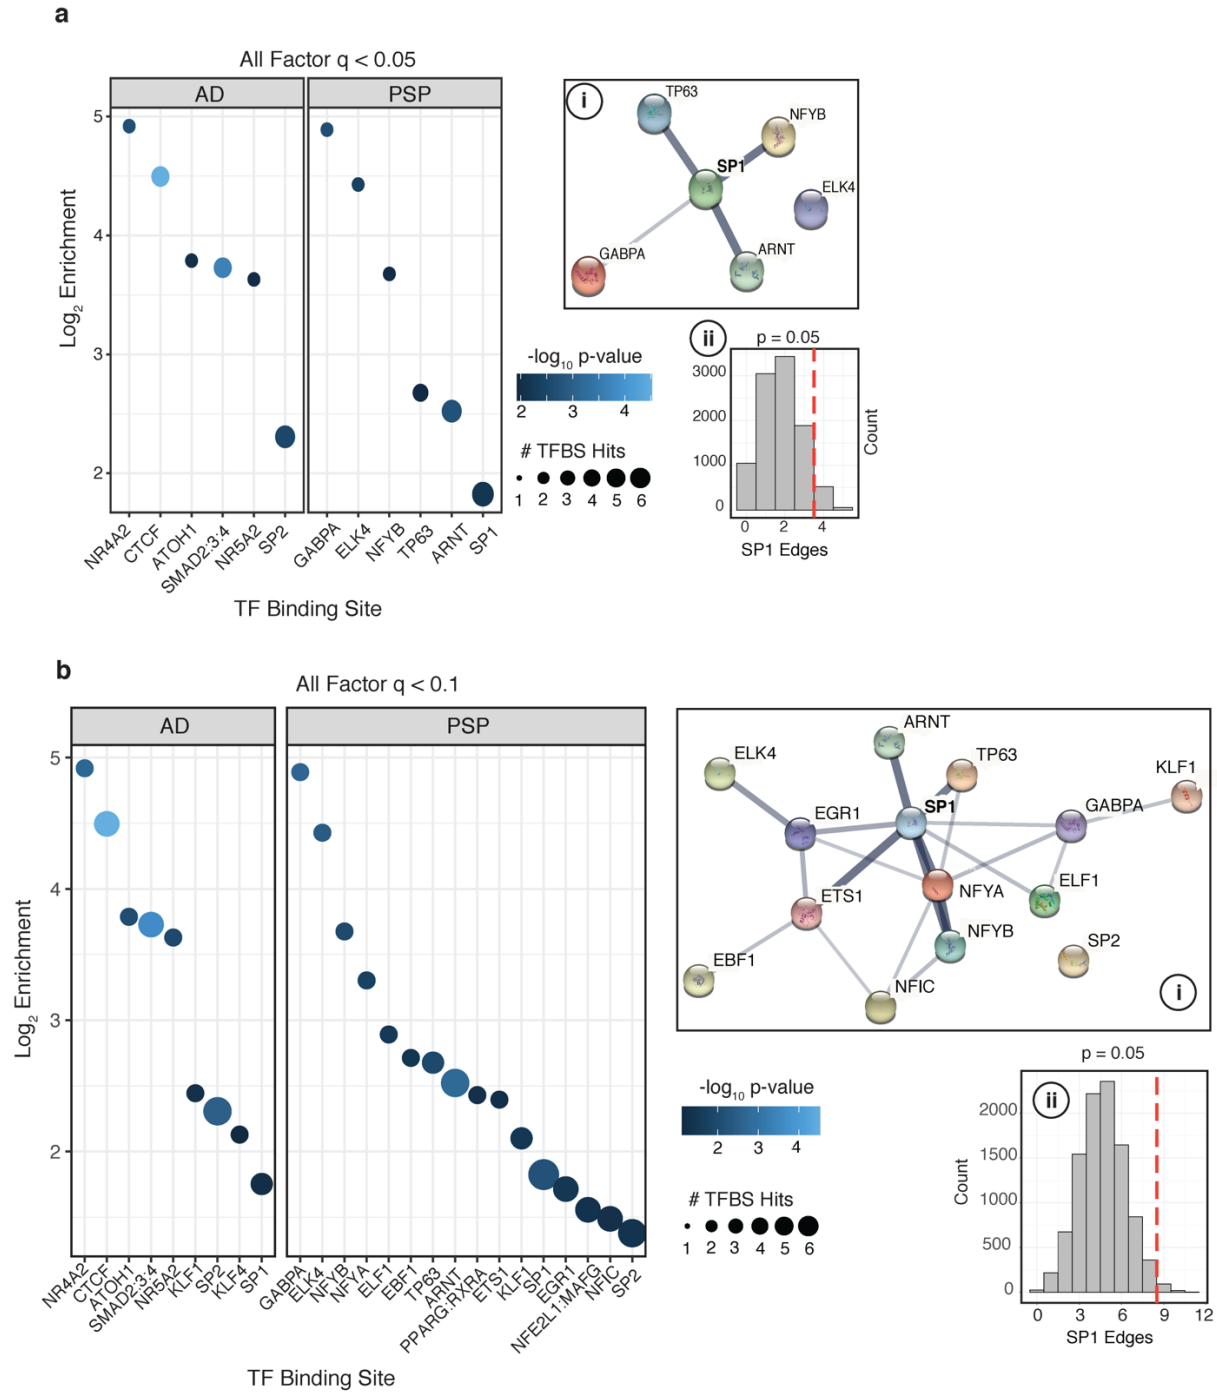 a
All Factor q < 0.05
AD PSP
5
4
3
2
Log2 Enrichment
NR4A2 CTCF ATOH1 SMAD2:3:4 NR5A2 SP2 GABPA ELK4 NFYB TP63 ARNT SP1
TF Binding Site
i
TP63
NFYB
SP1
ELK4
GABPA
ARNT
-log10 p-value
2 3 4
# TFBS Hits
1 2 3 4 5 6
ii
p = 0.05
3000
2000
1000
0
Count
0 2 4
SP1 Edges
b
All Factor q < 0.1
AD PSP
5
4
3
2
Log2 Enrichment
NR4A2 CTCF ATOH1 SMAD2:3:4 NR5A2 KLF1 SP2 KLF4 SP1 GABPA ELK4 NFYB NFYA ELF1 EBF1 TP63 ARNT PPARG:RXRA ETS1 KLF1 SP1 EGR1 NFE2L1:MAFG NFIC SP2
TF Binding Site
ARNT
ELK4
TP63
KLF1
SP1
GABPA
EGR1
ETS1
NFYA
ELF1
NFYB
SP2
EBF1
NFIC
i
-log10 p-value
2 3 4
# TFBS Hits
1 2 3 4 5 6
p = 0.05
ii
2000
1500
1000
500
0
Count
0 3 6 9 12
SP1 Edges